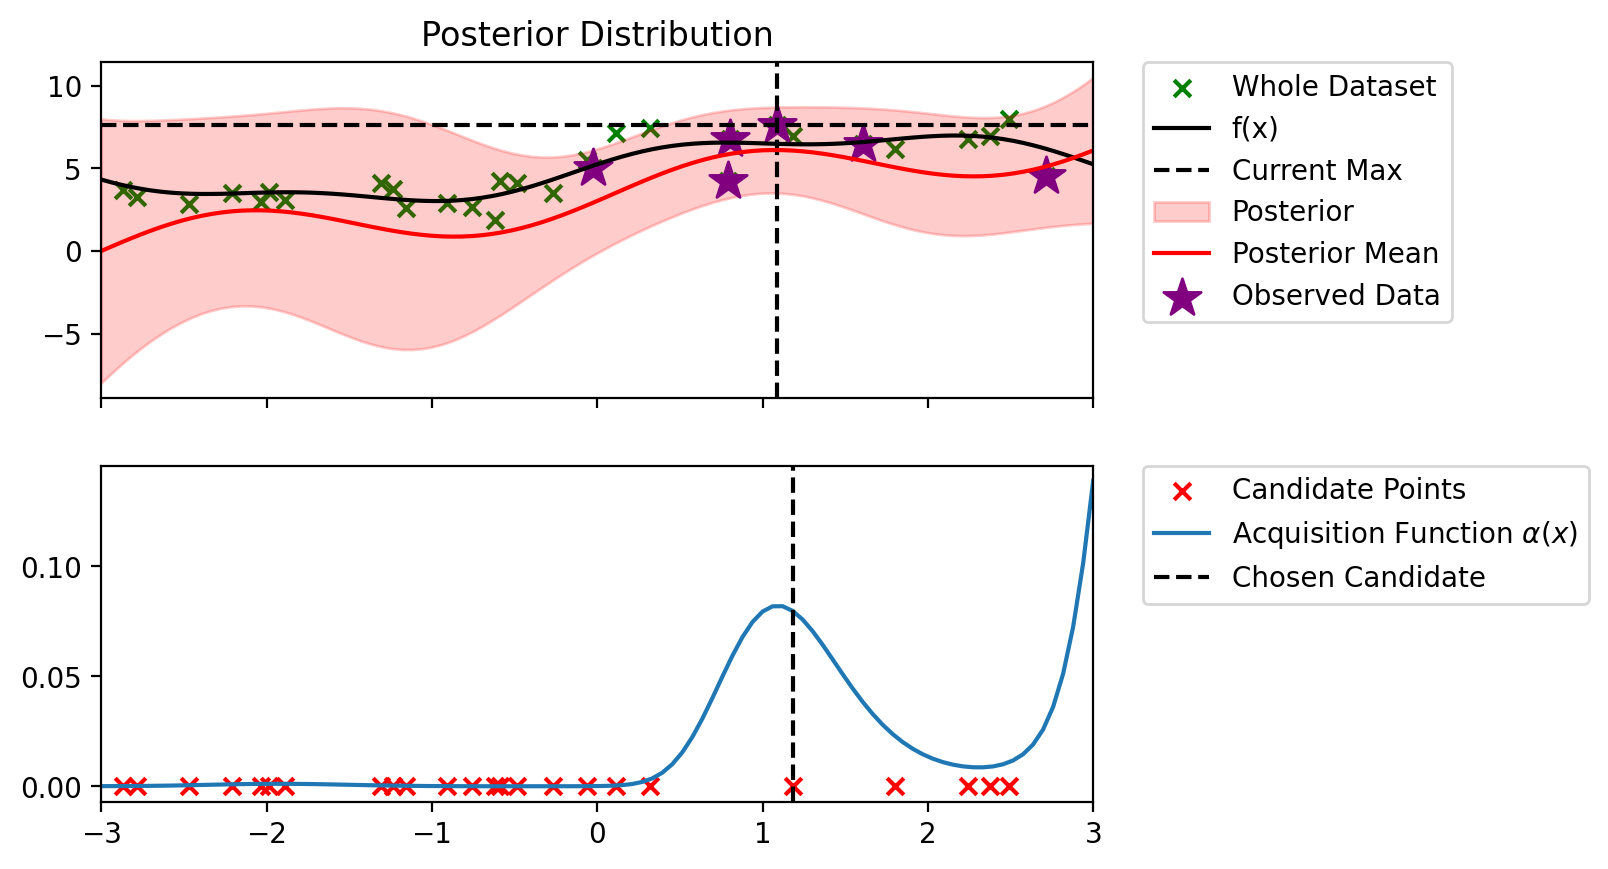 Posterior Distribution
10
5
0
−5
Whole Dataset
f(x)
Current Max
Posterior
Posterior Mean
Observed Data
0.10
0.05
0.00
−3 −2 −1 0 1 2 3
Candidate Points
Acquisition Function α(x)
Chosen Candidate